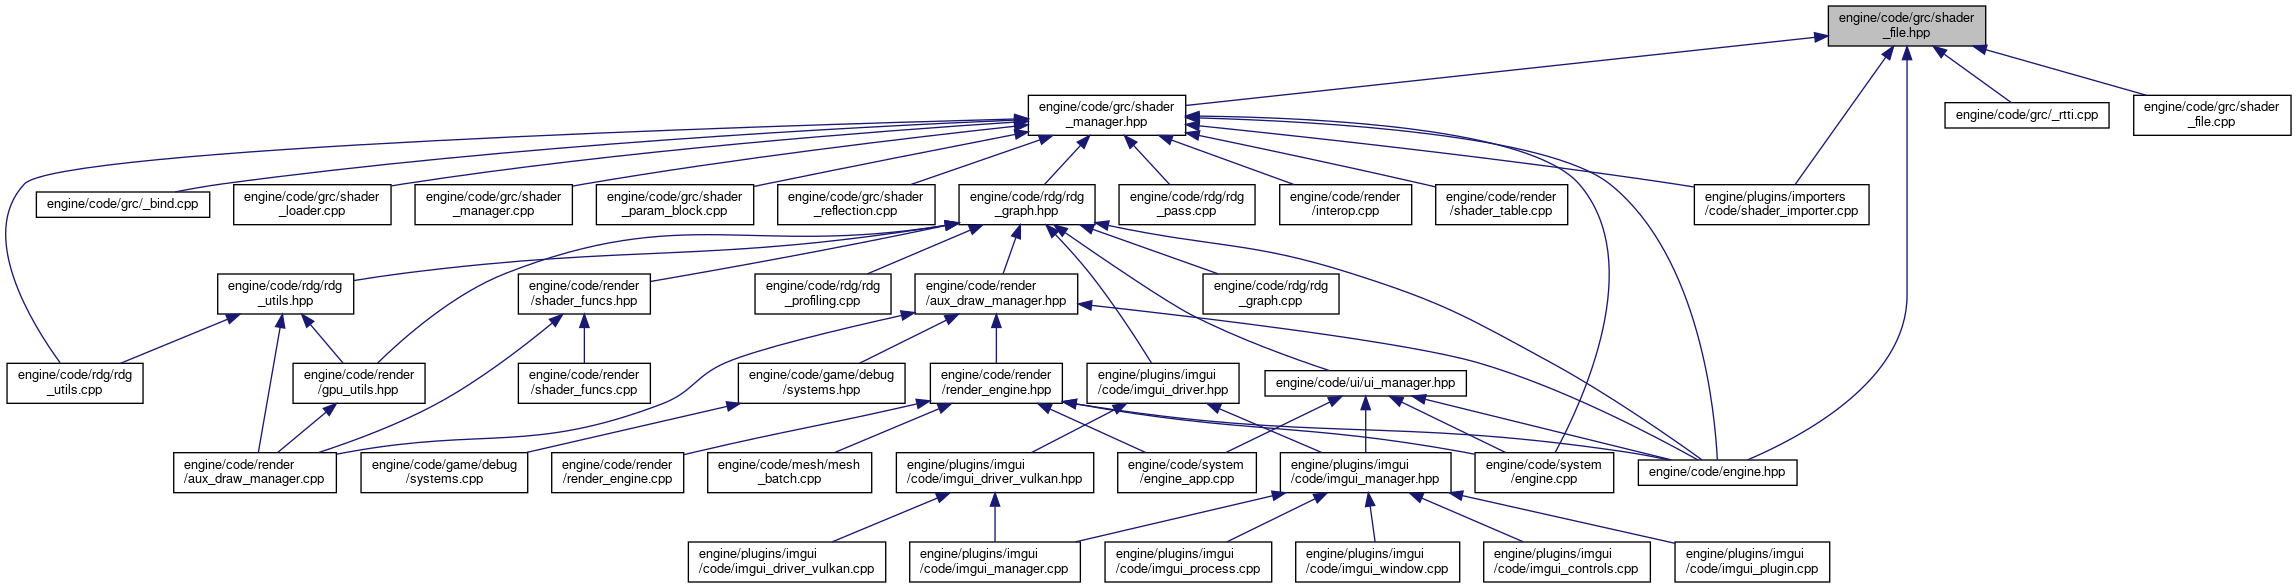 engine/code/grc/shader
_file.hpp
engine/code/grc/shader
_manager.hpp
engine/code/grc/_rtti.cpp
engine/code/grc/shader
_file.cpp
engine/code/grc/_bind.cpp
engine/code/grc/shader
_loader.cpp
engine/code/grc/shader
_manager.cpp
engine/code/grc/shader
_param_block.cpp
engine/code/grc/shader
_reflection.cpp
engine/code/rdg/rdg
_graph.hpp
engine/code/rdg/rdg
_pass.cpp
engine/code/render
/interop.cpp
engine/code/render
/shader_table.cpp
engine/plugins/importers
/code/shader_importer.cpp
engine/code/rdg/rdg
_utils.hpp
engine/code/render
/shader_funcs.hpp
engine/code/rdg/rdg
_profiling.cpp
engine/code/render
/aux_draw_manager.hpp
engine/code/rdg/rdg
_graph.cpp
engine/code/rdg/rdg
_utils.cpp
engine/code/render
/gpu_utils.hpp
engine/code/render
/shader_funcs.cpp
engine/code/game/debug
/systems.hpp
engine/code/render
/render_engine.hpp
engine/plugins/imgui
/code/imgui_driver.hpp
engine/code/ui/ui_manager.hpp
engine/code/render
/aux_draw_manager.cpp
engine/code/game/debug
/systems.cpp
engine/code/render
/render_engine.cpp
engine/code/mesh/mesh
_batch.cpp
engine/plugins/imgui
/code/imgui_driver_vulkan.hpp
engine/code/system
/engine_app.cpp
engine/plugins/imgui
/code/imgui_manager.hpp
engine/code/system
/engine.cpp
engine/code/engine.hpp
engine/plugins/imgui
/code/imgui_driver_vulkan.cpp
engine/plugins/imgui
/code/imgui_manager.cpp
engine/plugins/imgui
/code/imgui_process.cpp
engine/plugins/imgui
/code/imgui_window.cpp
engine/plugins/imgui
/code/imgui_controls.cpp
engine/plugins/imgui
/code/imgui_plugin.cpp